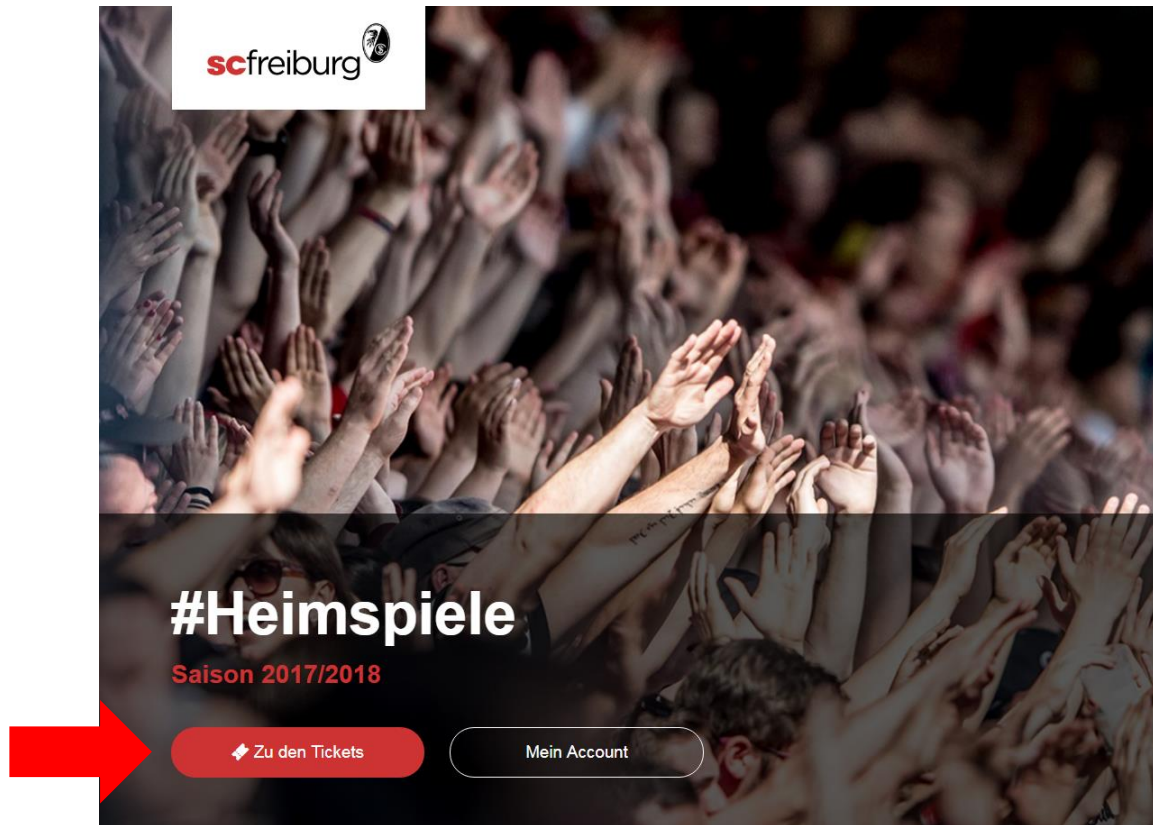 scfreiburg
#Heimspiele
Saison 2017/2018
Zu den Tickets
Mein Account